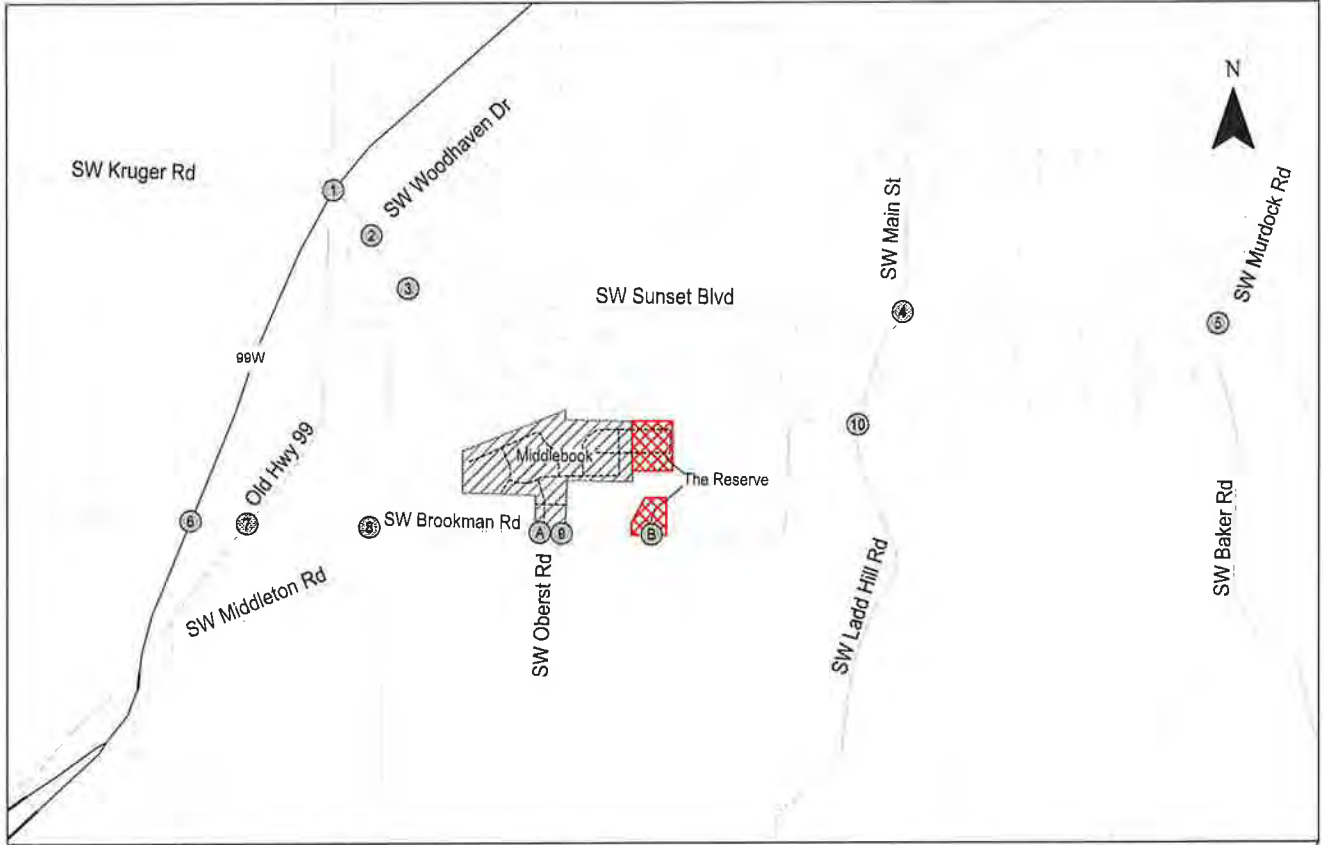 N
SW Kruger Rd
SW Woodhaven Dr
1
2
3
SW Main St
SW Murdock Rd
SW Sunset Blvd
4
5
99W
10
Middlebook
The Reserve
Old Hwy 99
6
7
8
SW Brookman Rd
A
9
B
SW Middleton Rd
SW Oberst Rd
SW Ladd Hill Rd
SW Baker Rd